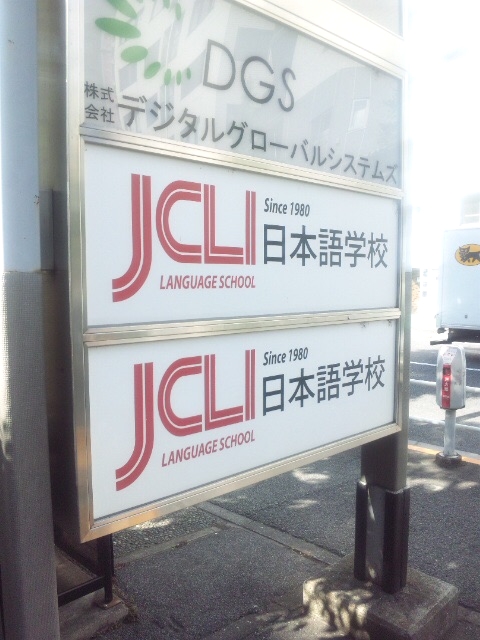 DGS
株式
会社
デジタルグローバルシステムズ
JCLI
LANGUAGE SCHOOL
Since 1980
日本語学校
JCLI
LANGUAGE SCHOOL
Since 1980
日本語学校